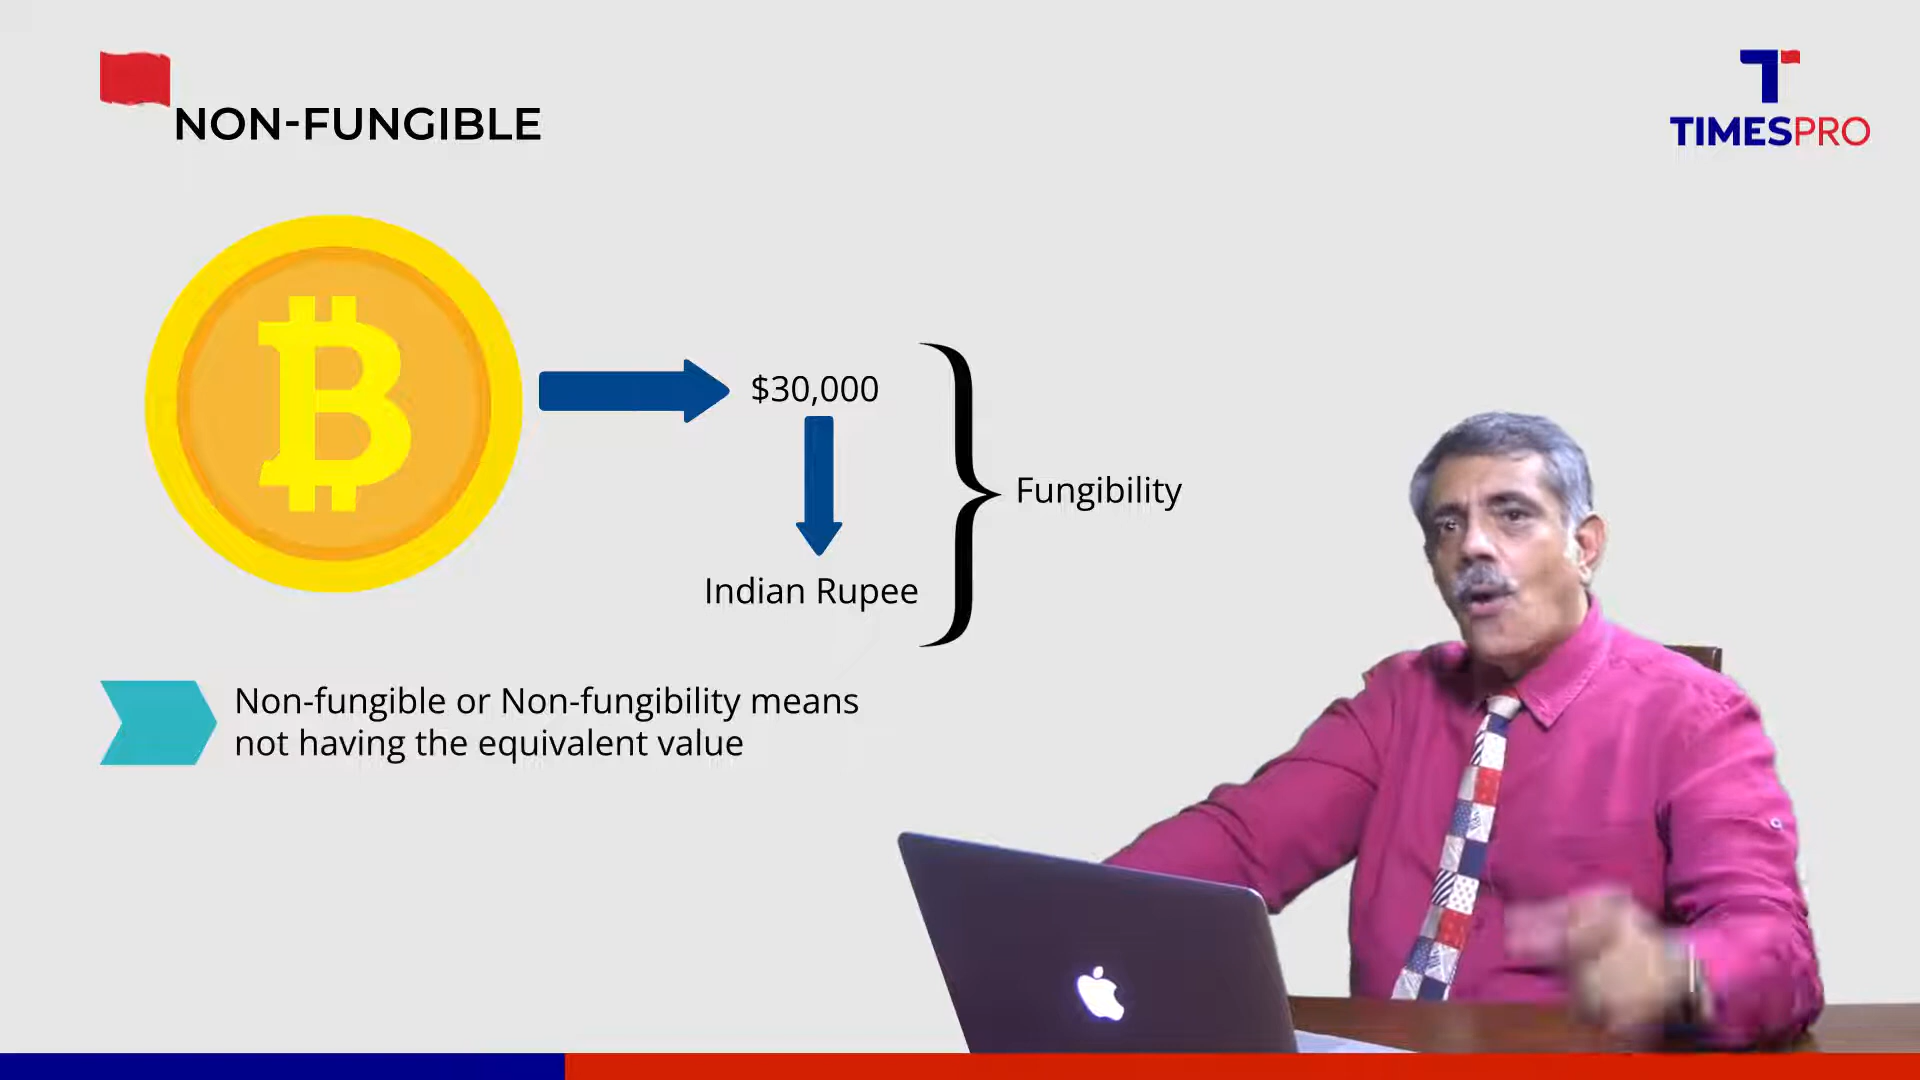 NON-FUNGIBLE
TIMESPRO
$30,000
Fungibility
Indian Rupee
Non-fungible or Non-fungibility means
not having the equivalent value